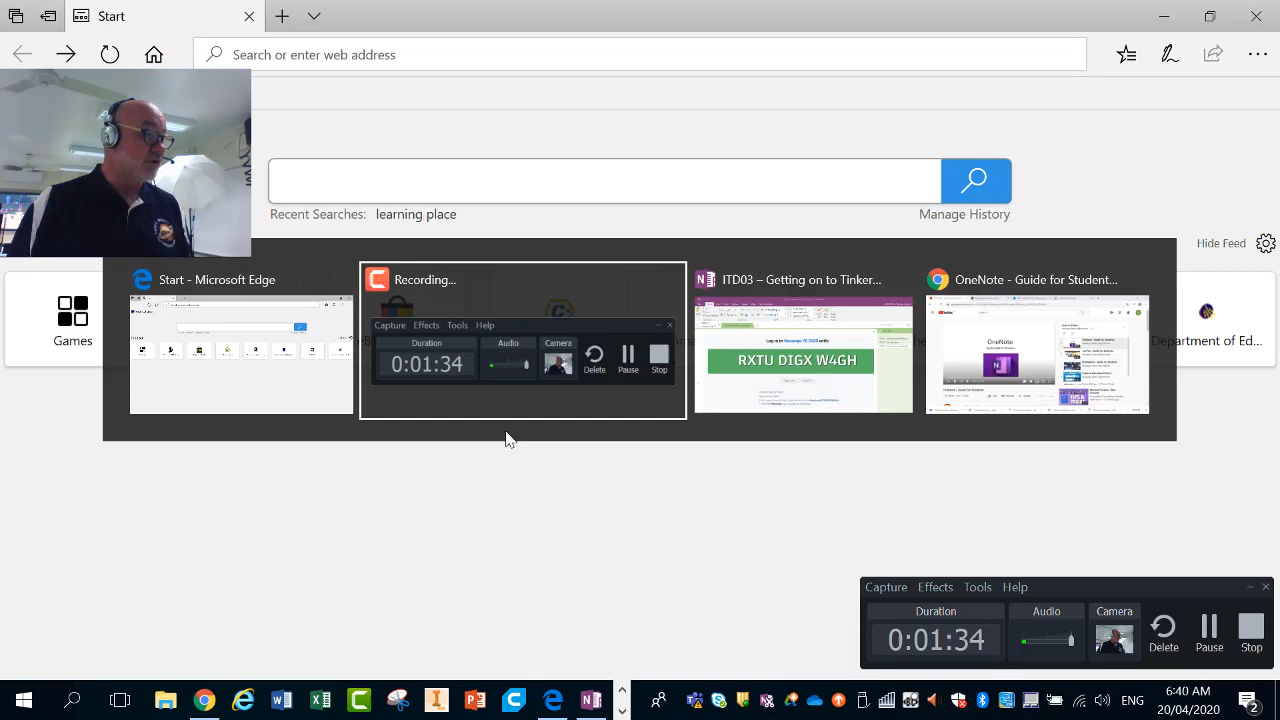 Start
Search or enter web address
Recent Searches: learning place
Manage History
Hide Feed
Start - Microsoft Edge
Recording...
ITD03 – Getting on to Tinker...
OneNote - Guide for Student...
Capture Effects Tools Help
Duration
Audio
Camera
0:01:34
Delete
Pause
Stop
RXTU DIGX W4GH
YouTube
OneNote
Games
Department of Ed...
Capture Effects Tools Help
Duration
Audio
Camera
0:01:34
Delete
Pause
Stop
ENG
6:40 AM
20/04/2020
2